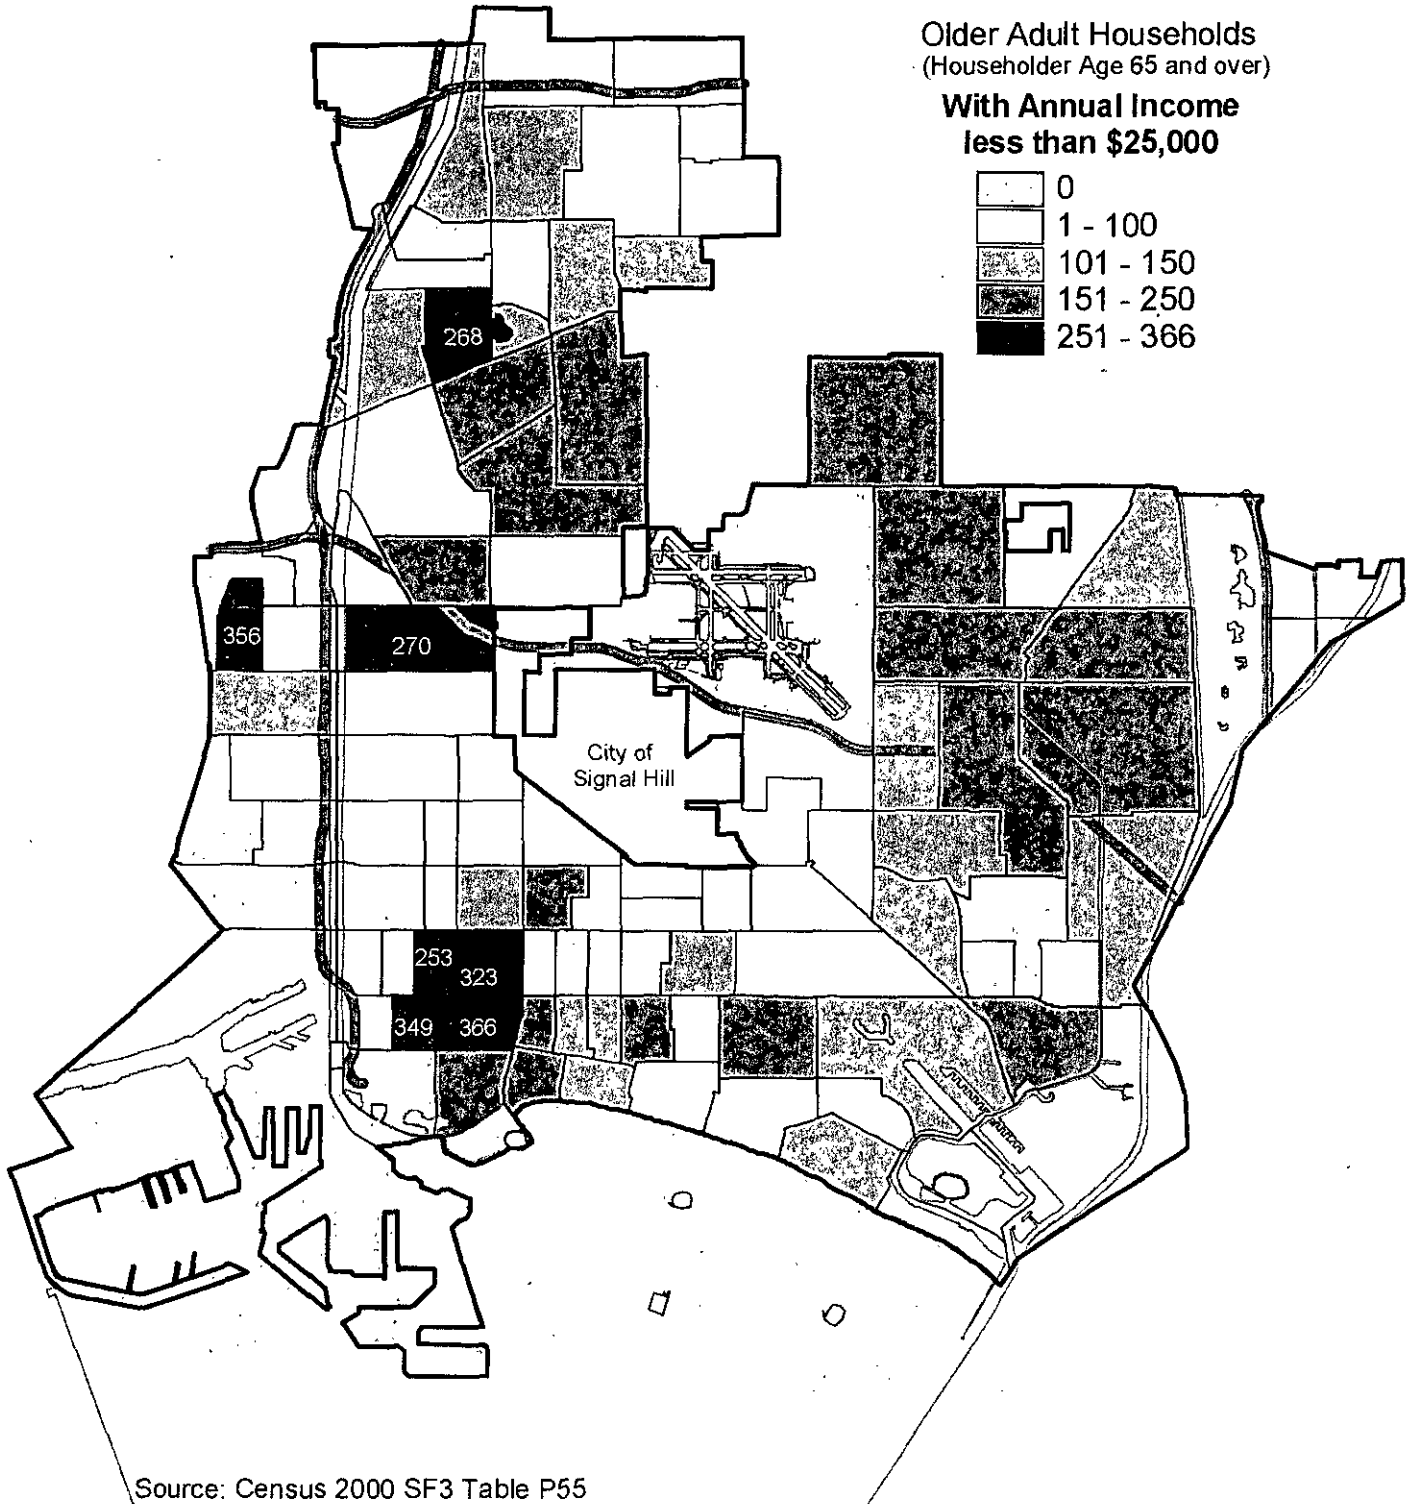 Older Adult Households
(Householder Age 65 and over)
With Annual Income
less than $25,000
0
1 - 100
101 - 150
151 - 250
251 - 366
268
356
270
City of
Signal Hill
253
323
349
366
Source: Census 2000 SF3 Table P55